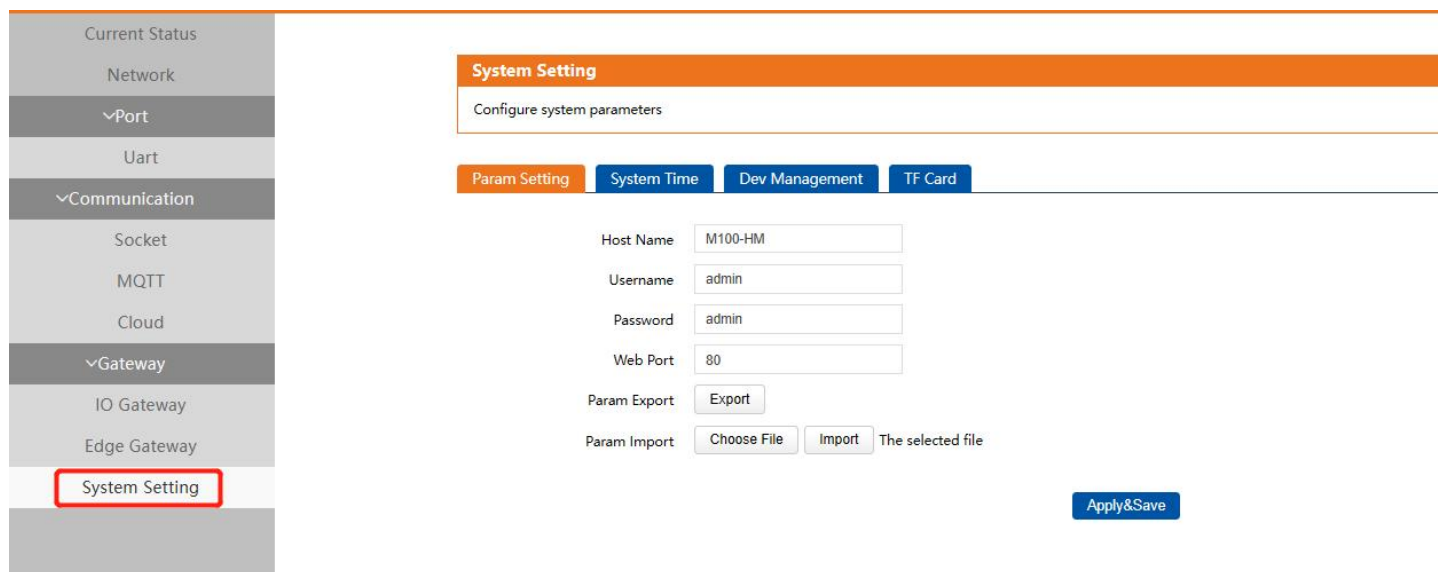 Current Status
Network
Port
Uart
Communication
Socket
MQTT
Cloud
Gateway
IO Gateway
Edge Gateway
System Setting
System Setting
Configure system parameters
Param Setting System Time Dev Management TF Card
Host Name M100-HM
Username admin
Password admin
Web Port 80
Param Export Export
Param Import Choose File Import The selected file
Apply&Save